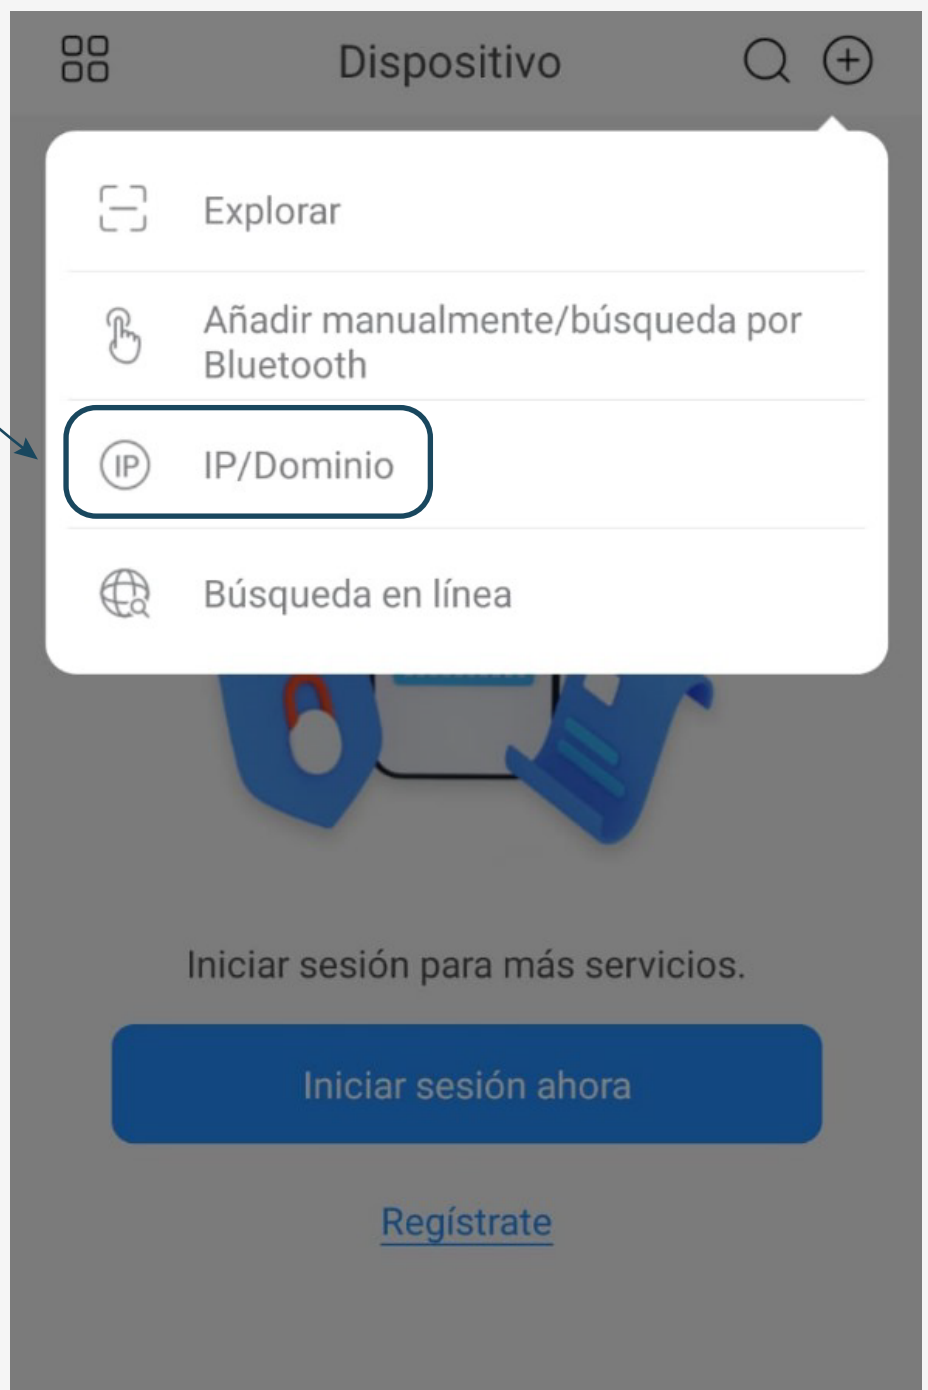 Dispositivo
Explorar
Añadir manualmente/búsqueda por
Bluetooth
IP IP/Dominio
Búsqueda en línea
Iniciar sesión para más servicios.
Iniciar sesión ahora
Regístrate